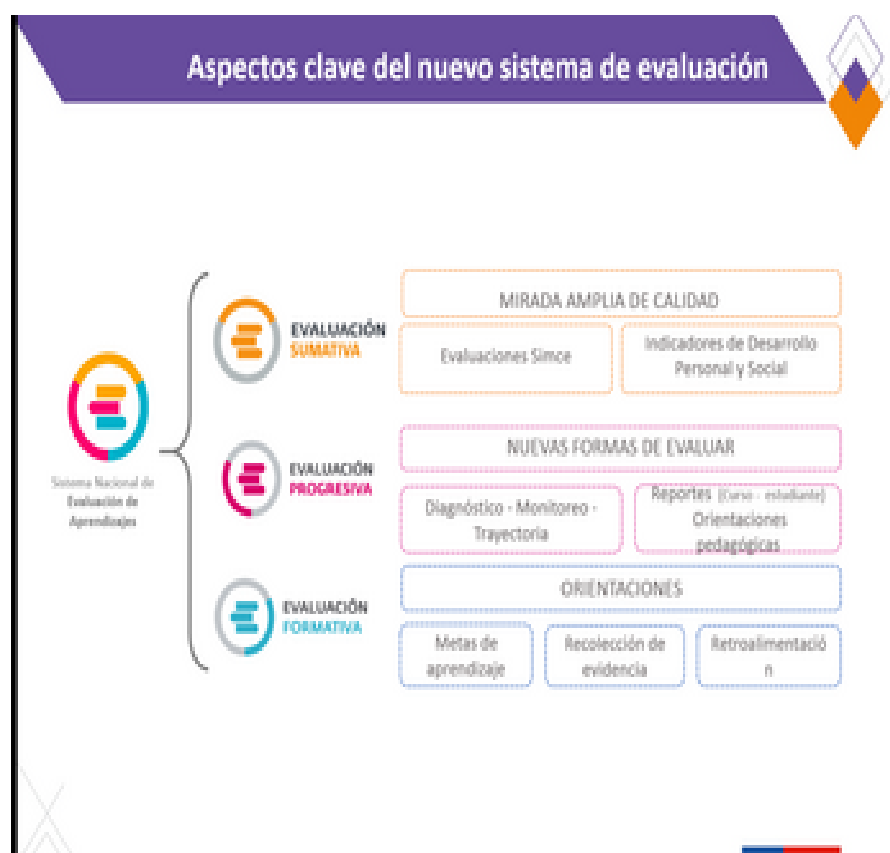 Aspectos clave del nuevo sistema de evaluación
Sistema Nacional de
Evaluación de
Aprendizajes
EVALUACIÓN
SUMATIVA
MIRADA AMPLIA DE CALIDAD
Evaluaciones Simce
Indicadores de Desarrollo
Personal y Social
EVALUACIÓN
PROGRESIVA
NUEVAS FORMAS DE EVALUAR
Diagnóstico - Monitoreo -
Trayectoria
Reportes (Curso - estudiante)
Orientaciones
pedagógicas
EVALUACIÓN
FORMATIVA
ORIENTACIONES
Metas de
aprendizaje
Recolección de
evidencia
Retroalimentació
n